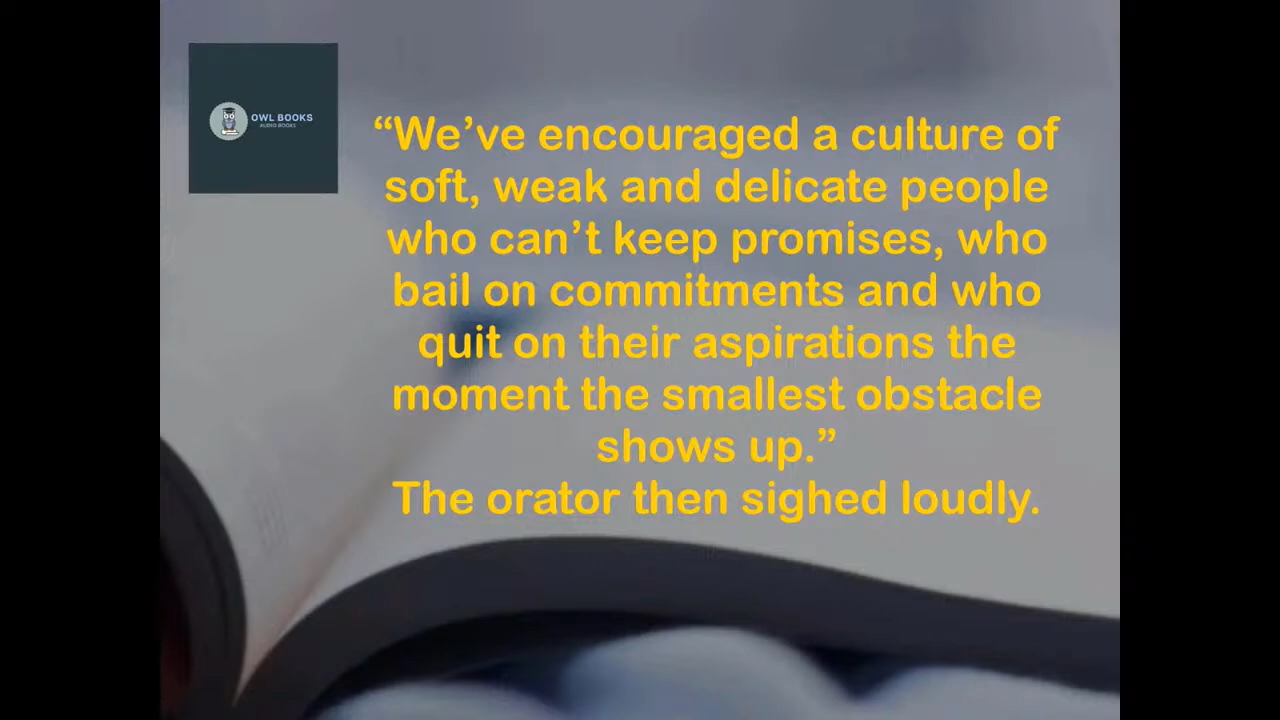 OWL BOOKS
AUDIO BOOKS
“We’ve encouraged a culture of
soft, weak and delicate people
who can’t keep promises, who
bail on commitments and who
quit on their aspirations the
moment the smallest obstacle
shows up.”
The orator then sighed loudly.